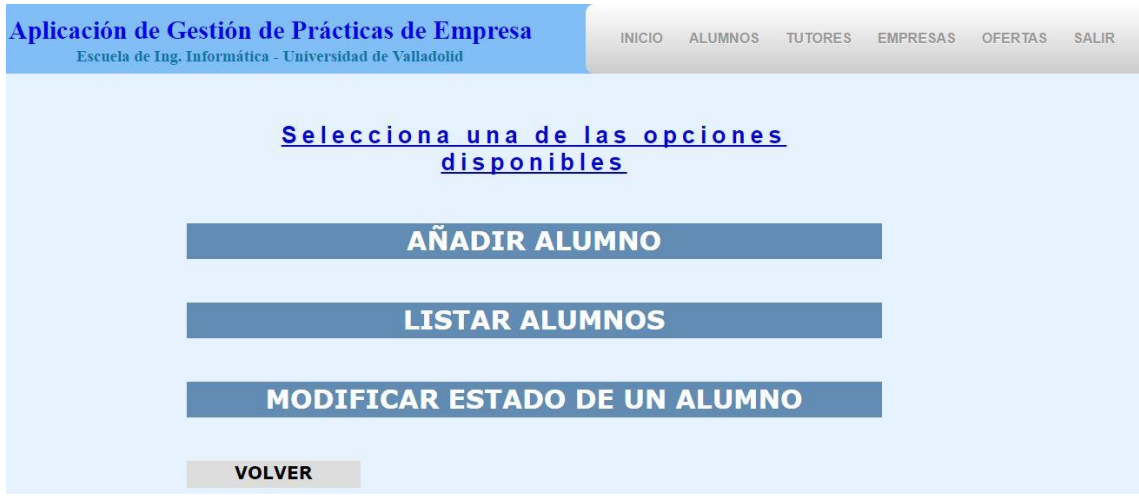 Aplicación de Gestión de Prácticas de Empresa
Escuela de Ing. Informática - Universidad de Valladolid
INICIO ALUMNOS TUTORES EMPRESAS OFERTAS SALIR
Selecciona una de las opciones
disponibles
AÑADIR ALUMNO
LISTAR ALUMNOS
MODIFICAR ESTADO DE UN ALUMNO
VOLVER